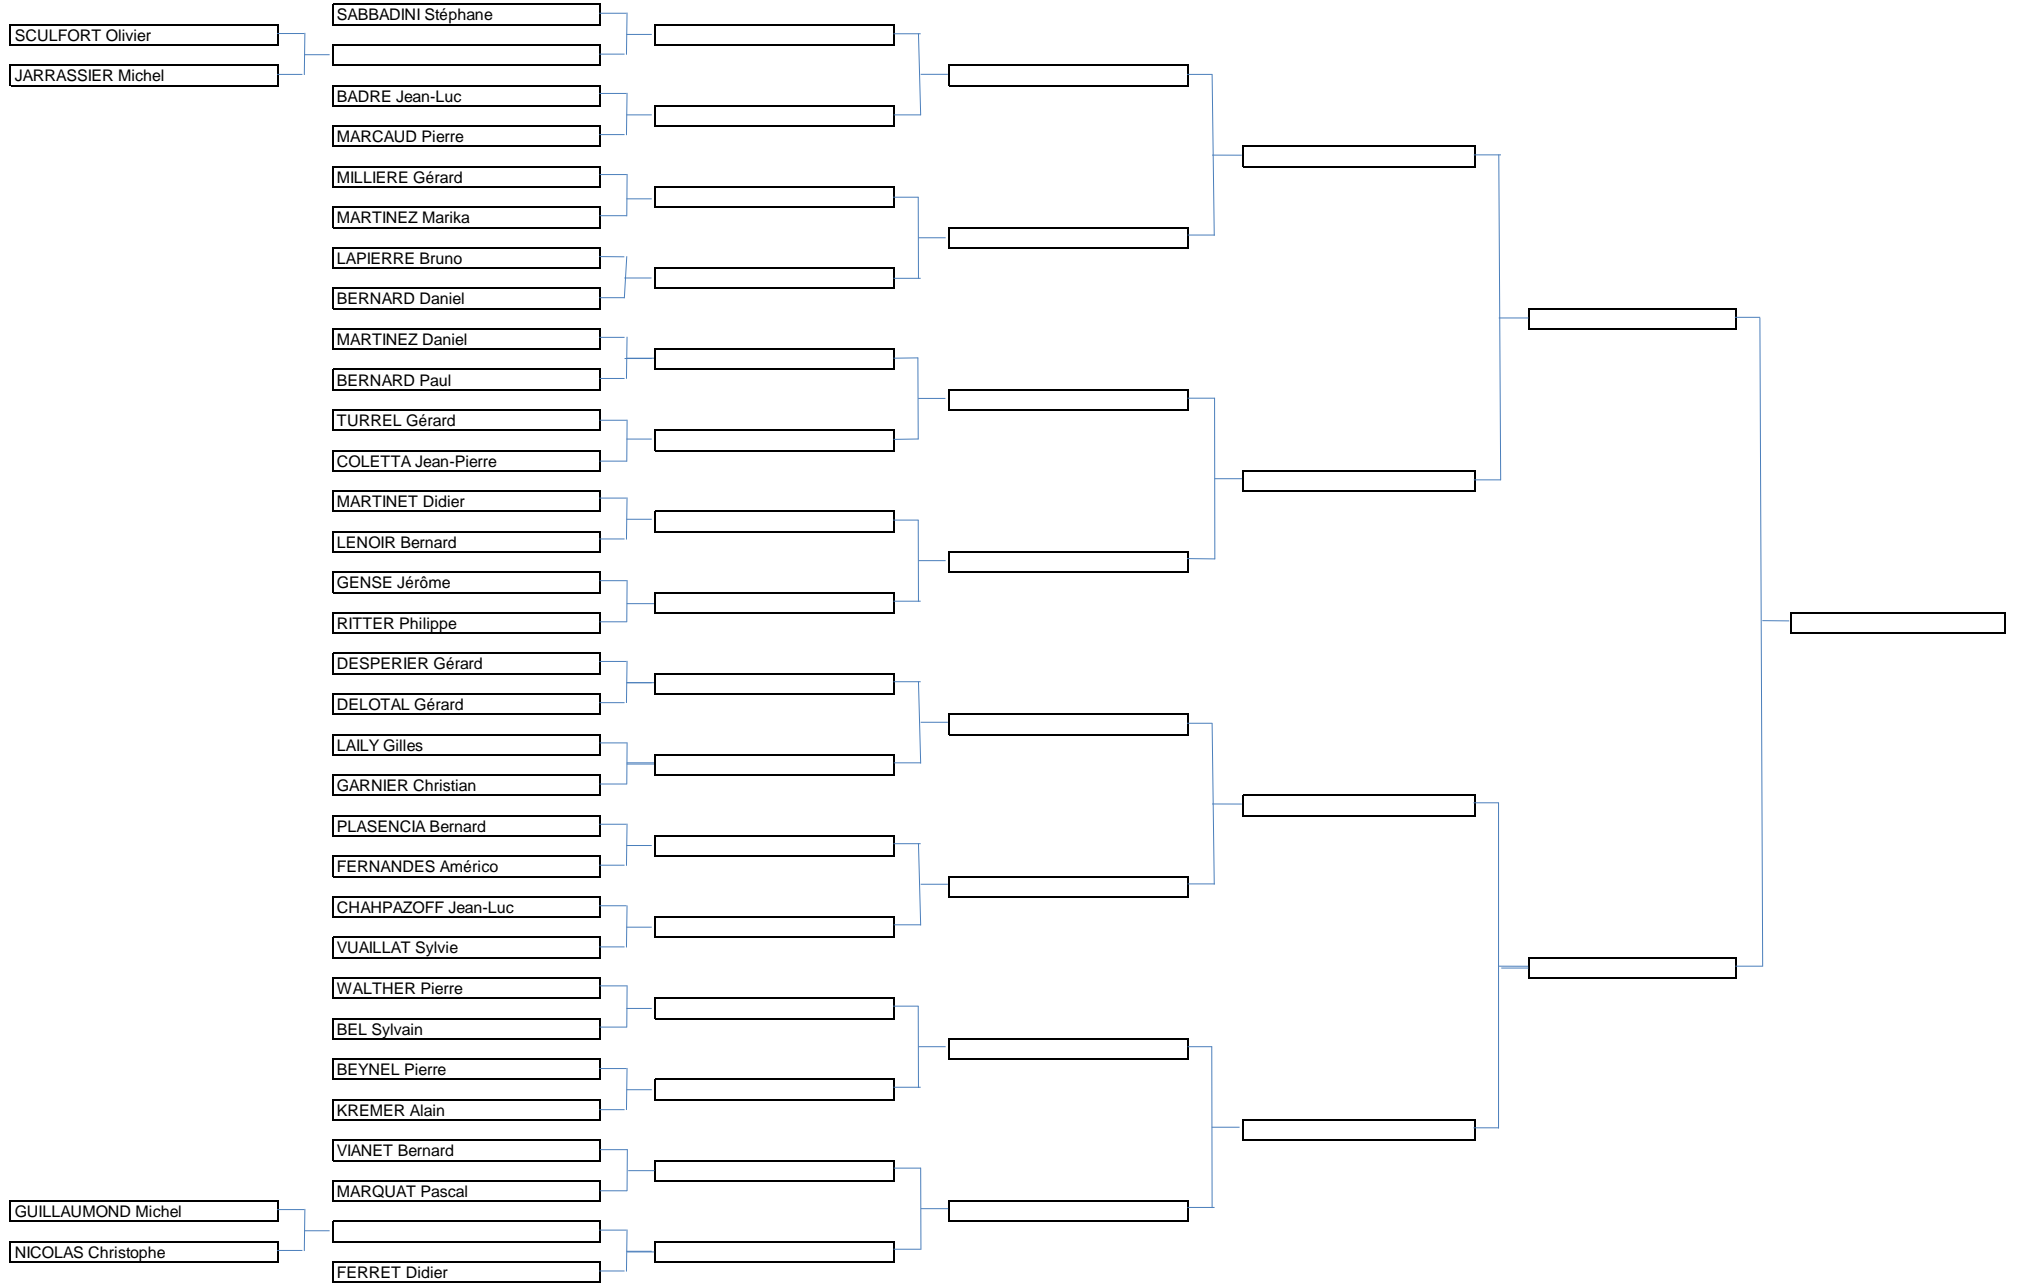 SABBADINI Stéphane
SCULFORT Olivier
JARRASSIER Michel
BADRE Jean-Luc
MARCAUD Pierre
MILLIERE Gérard
MARTINEZ Marika
LAPIERRE Bruno
BERNARD Daniel
MARTINEZ Daniel
BERNARD Paul
TURREL Gérard
COLETTA Jean-Pierre
MARTINET Didier
LENOIR Bernard
GENSE Jérôme
RITTER Philippe
DESPERIER Gérard
DELOTAL Gérard
LAILY Gilles
GARNIER Christian
PLASENCIA Bernard
FERNANDES Américo
CHAHPAZOFF Jean-Luc
VUAILLAT Sylvie
WALTHER Pierre
BEL Sylvain
BEYNEL Pierre
KREMER Alain
VIANET Bernard
MARQUAT Pascal
GUILLAUMOND Michel
NICOLAS Christophe
FERRET Didier